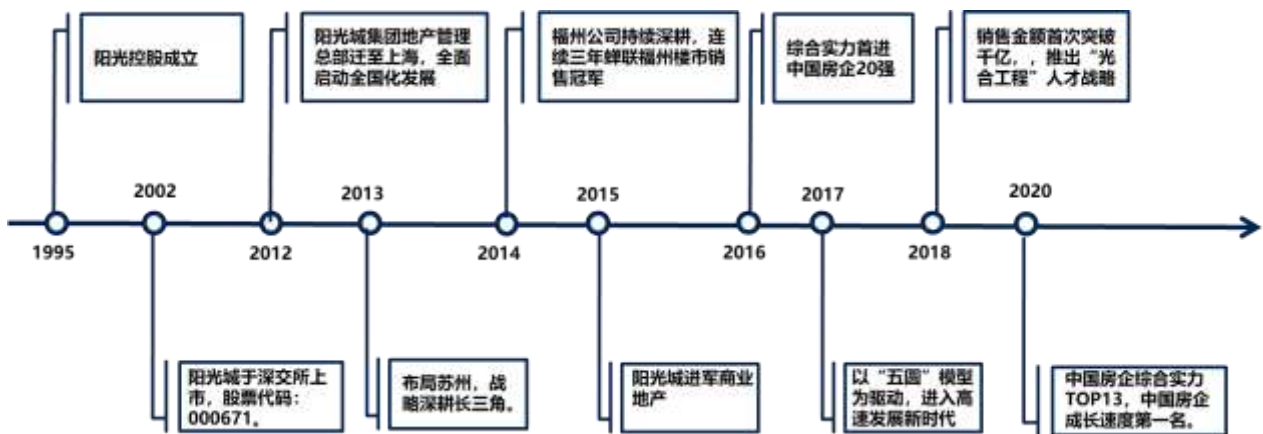 阳光控股成立
阳光城集团地产管理
总部迁至上海，全面
启动全国化发展
福州公司持续深耕，连
续三年蝉联福州楼市销
售冠军
综合实力首进
中国房企20强
销售金额首次突破
千亿，，推出“光
合工程”人才战略
2002
2013
2015
2017
2020
1995
2012
2014
2016
2018
阳光城于深交所上
市，股票代码：
000671。
布局苏州，战
略深耕长三角。
阳光城进军商业
地产
以“五圆”模型
为驱动，进入高
速发展新时代
中国房企综合实力
TOP13，中国房企
成长速度第一名。